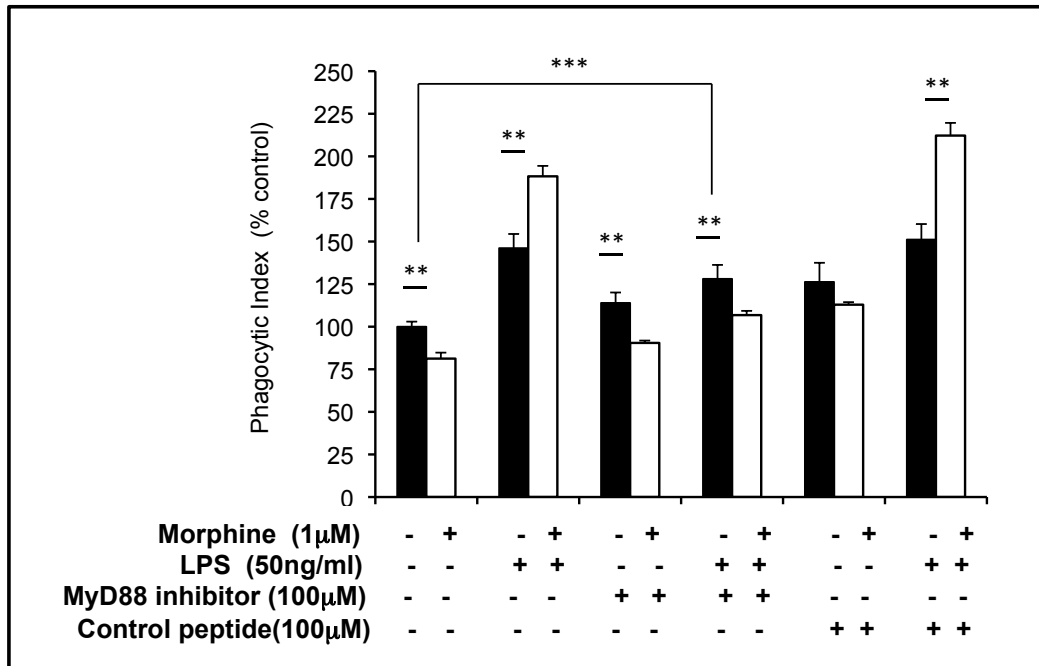 ***
250
225
200
175
150
125
100
75
50
25
0
Phagocytic Index (% control)
** ** ** ** **
Morphine (1μM) - + - + - + - + - + - +
LPS (50ng/ml) - - + + - - + + - - + +
MyD88 inhibitor (100μM) - - - - + + + + - - - -
Control peptide(100μM) - - - - - - - - + + + +